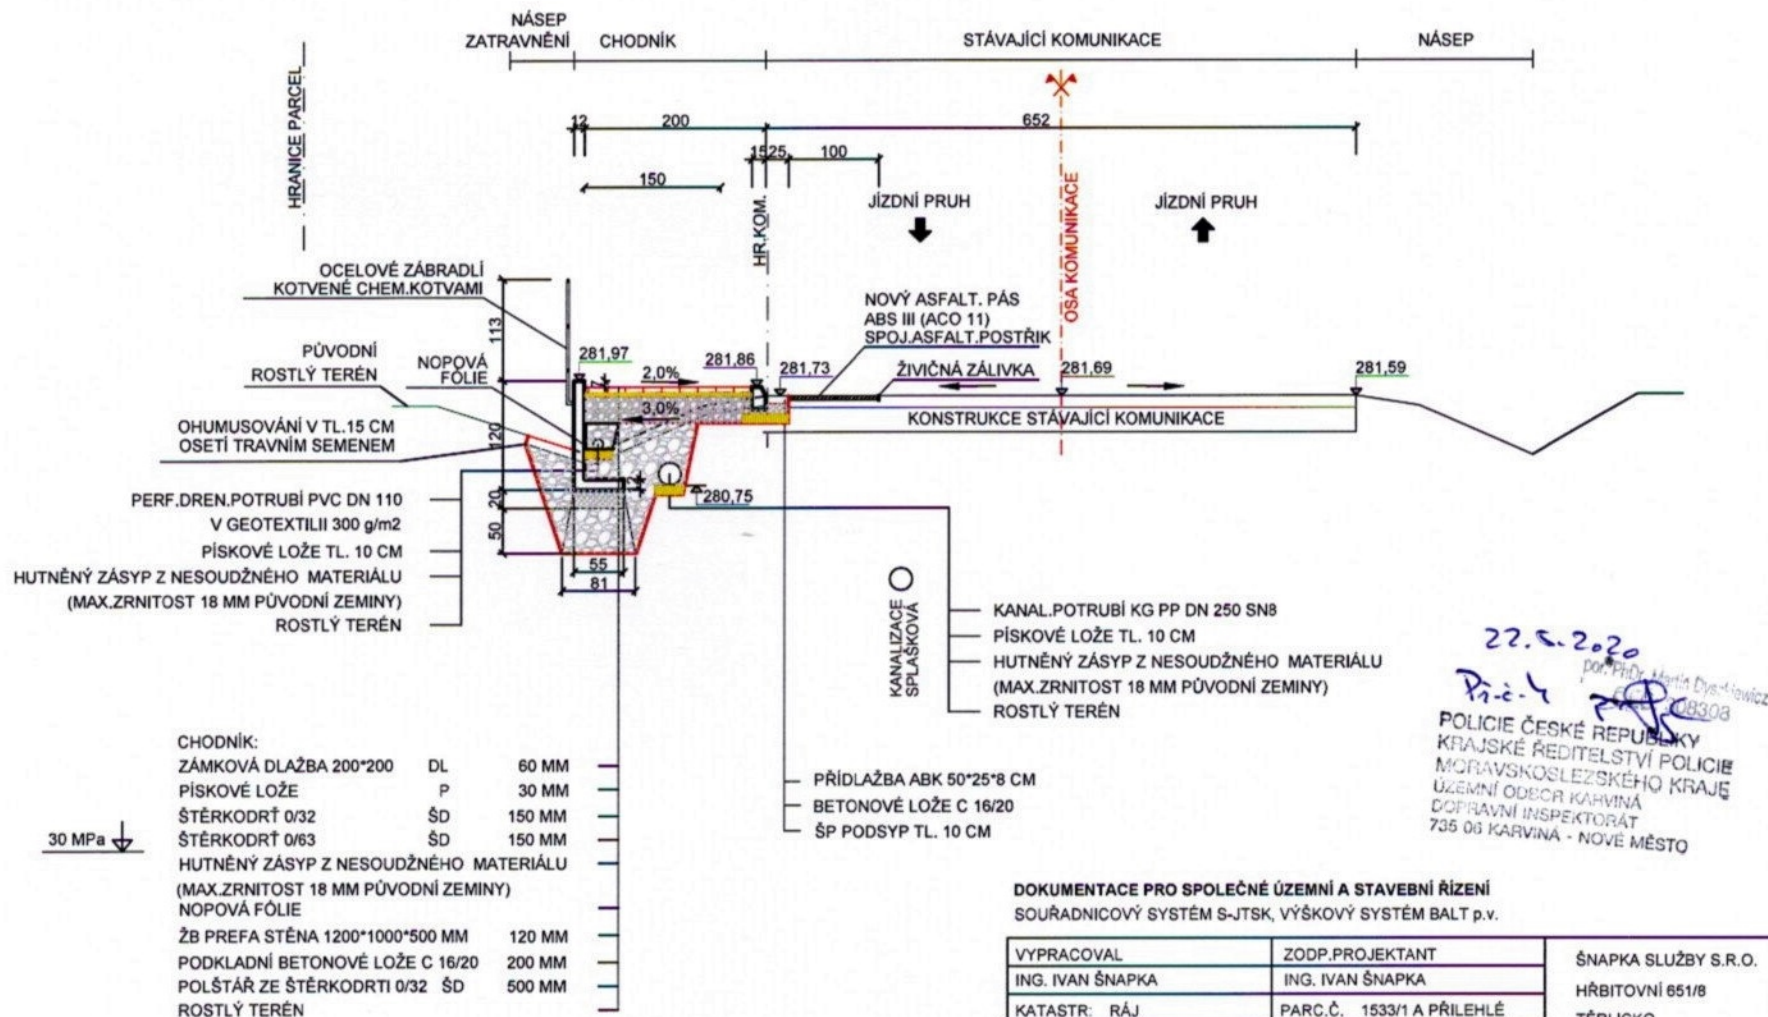 NÁSEP
ZATRAVNĚNÍ
CHODNÍK
STÁVAJÍCÍ KOMUNIKACE
NÁSEP
HRANICE PARCEL
12
200
652
15
25
100
150
HR.KOM.
OSA KOMUNIKACE
JÍZDNÍ PRUH
JÍZDNÍ PRUH
OCELOVÉ ZÁBRADLÍ
KOTVENÉ CHEM.KOTVAMI
113
NOVÝ ASFALT. PÁS
ABS III (ACO 11)
SPOJ.ASFALT.POSTŘIK
PŮVODNÍ
ROSTLÝ TERÉN
NOPOVÁ
FÓLIE
281,97
281,86
281,73
ŽIVIČNÁ ZÁLIVKA
281,69
281,59
7
2,0%
3,0%
KONSTRUKCE STÁVAJÍCÍ KOMUNIKACE
OHUMUSOVÁNÍ V TL.15 CM
OSETÍ TRAVNÍM SEMENEM
120
12
20
280,75
50
55
81
PERF.DREN.POTRUBÍ PVC DN 110
V GEOTEXTILII 300 g/m2
PÍSKOVÉ LOŽE TL. 10 CM
HUTNĚNÝ ZÁSYP Z NESOUDŽNÉHO MATERIÁLU
(MAX.ZRNITOST 18 MM PŮVODNÍ ZEMINY)
ROSTLÝ TERÉN
KANALIZACE
SPLAŠKOVÁ
KANAL.POTRUBÍ KG PP DN 250 SN8
PÍSKOVÉ LOŽE TL. 10 CM
HUTNĚNÝ ZÁSYP Z NESOUDŽNÉHO MATERIÁLU
(MAX.ZRNITOST 18 MM PŮVODNÍ ZEMINY)
ROSTLÝ TERÉN
22.5.2020
por. PhDr. Martin
POLICIE ČESKÉ REPUBLIKY
KRAJSKÉ ŘEDITELSTVÍ POLICIE
MORAVSKOSLEZSKÉHO KRAJE
ÚZEMNÍ ODBOR KARVINÁ
DOPRAVNÍ INSPEKTORÁT
735 06 KARVINÁ - NOVÉ MĚSTO
CHODNÍK:
ZÁMKOVÁ DLAŽBA 200*200 DL 60 MM
PÍSKOVÉ LOŽE P 30 MM
ŠTĚRKODRŤ 0/32 ŠD 150 MM
ŠTĚRKODRŤ 0/63 ŠD 150 MM
30 MPa
HUTNĚNÝ ZÁSYP Z NESOUDŽNÉHO MATERIÁLU
(MAX.ZRNITOST 18 MM PŮVODNÍ ZEMINY)
NOPOVÁ FÓLIE
ŽB PREFA STĚNA 1200*1000*500 MM 120 MM
PODKLADNÍ BETONOVÉ LOŽE C 16/20 200 MM
POLŠTÁŘ ZE ŠTĚRKODRTI 0/32 ŠD 500 MM
ROSTLÝ TERÉN
PŘÍDLAŽBA ABK 50*25*8 CM
BETONOVÉ LOŽE C 16/20
ŠP PODSYP TL. 10 CM
DOKUMENTACE PRO SPOLEČNÉ ÚZEMNÍ A STAVEBNÍ ŘÍZENÍ
SOUŘADNICOVÝ SYSTÉM S-JTSK, VÝŠKOVÝ SYSTÉM BALT p.v.
VYPRACOVAL
ZODP.PROJEKTANT
ING. IVAN ŠNAPKA
ING. IVAN ŠNAPKA
KATASTR: RÁJ
PARC.Č. 1533/1 A PŘILEHLÉ
ŠNAPKA SLUŽBY S.R.O.
HŘBITOVNÍ 651/8
TĚRLICKO